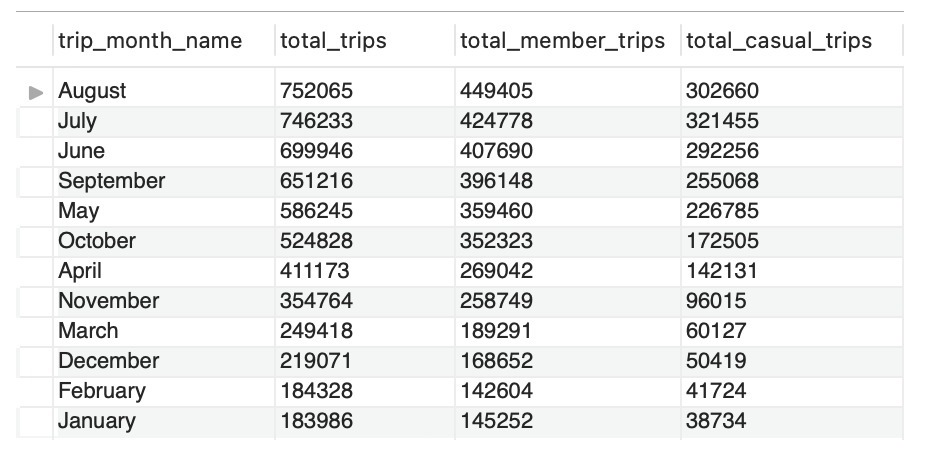 trip_month_name total_trips total_member_trips total_casual_trips
August 752065 449405 302660
July 746233 424778 321455
June 699946 407690 292256
September 651216 396148 255068
May 586245 359460 226785
October 524828 352323 172505
April 411173 269042 142131
November 354764 258749 96015
March 249418 189291 60127
December 219071 168652 50419
February 184328 142604 41724
January 183986 145252 38734